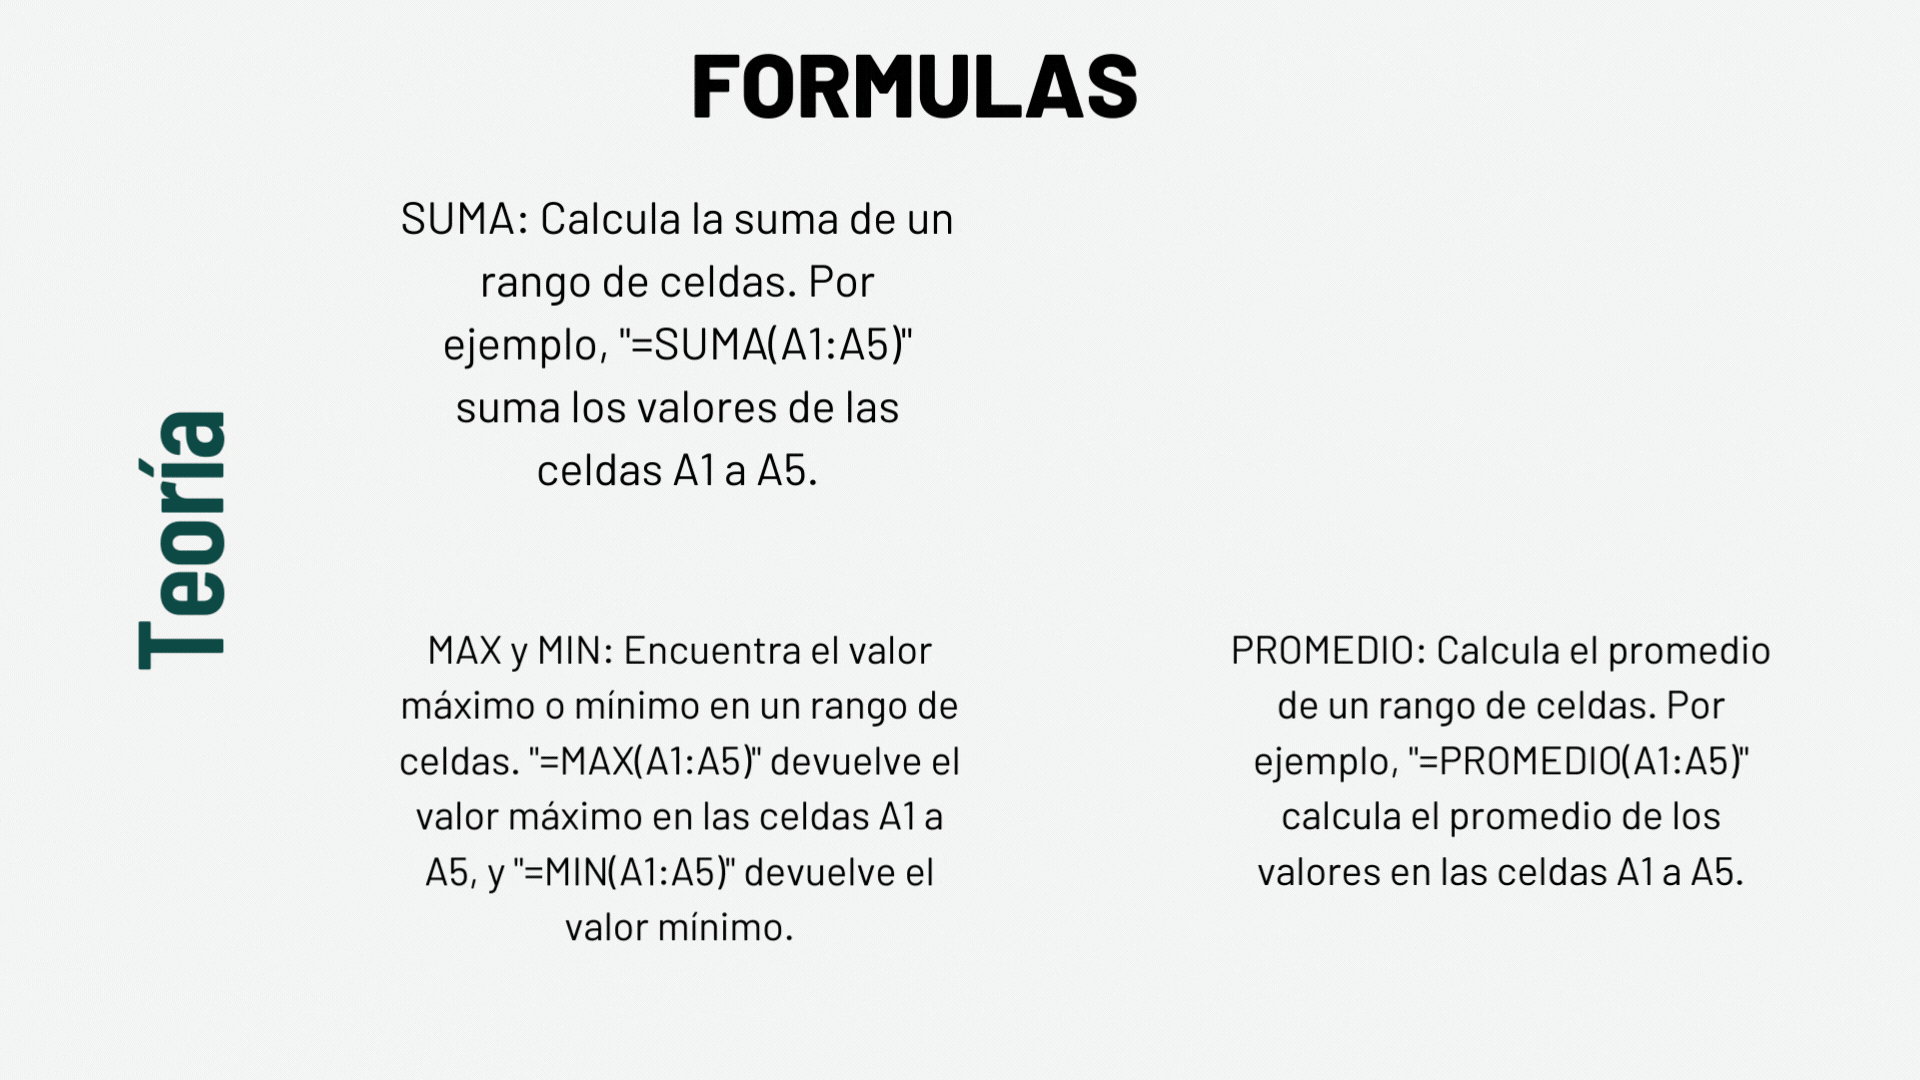 FORMULAS
Teoría
SUMA: Calcula la suma de un
rango de celdas. Por
ejemplo, "=SUMA(A1:A5)"
suma los valores de las
celdas A1 a A5.
MAX y MIN: Encuentra el valor
máximo o mínimo en un rango de
celdas. "=MAX(A1:A5)" devuelve el
valor máximo en las celdas A1 a
A5, y "=MIN(A1:A5)" devuelve el
valor mínimo.
PROMEDIO: Calcula el promedio
de un rango de celdas. Por
ejemplo, "=PROMEDIO(A1:A5)"
calcula el promedio de los
valores en las celdas A1 a A5.